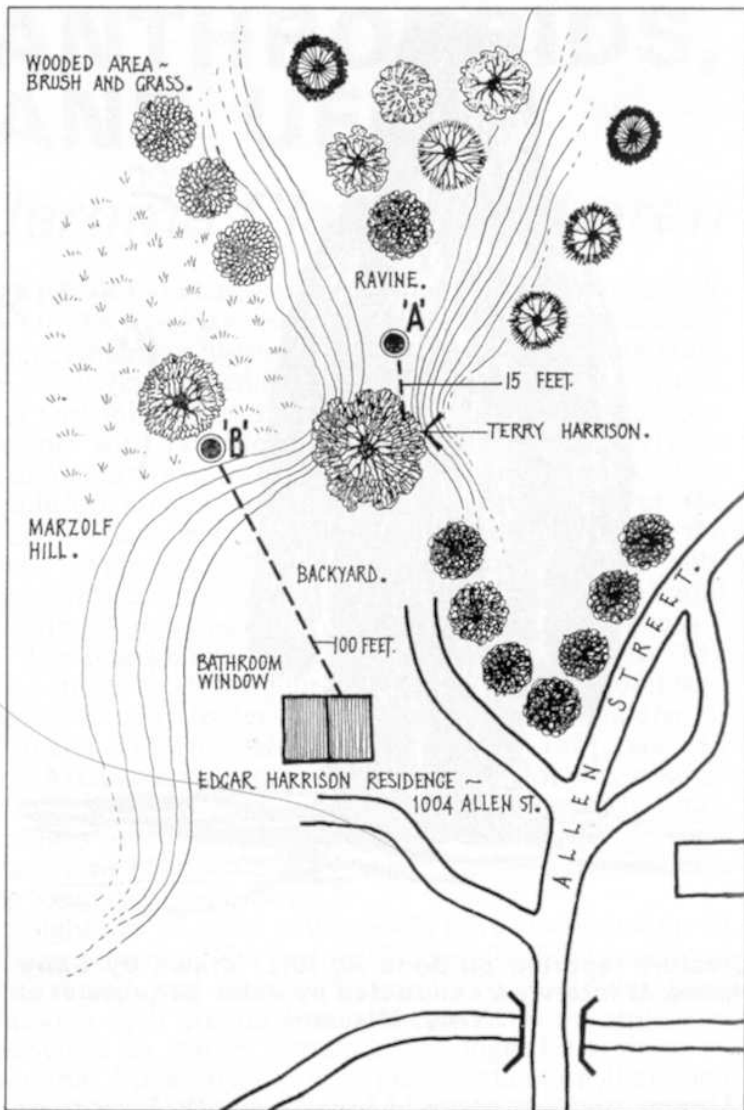 WOODED AREA ~
BRUSH AND GRASS.
RAVINE.
'A'
15 FEET.
TERRY HARRISON.
'B'
MARZOLF
HILL.
BACKYARD.
100 FEET.
BATHROOM
WINDOW
EDGAR HARRISON RESIDENCE ~
1004 ALLEN ST.
ALLEN STREET.